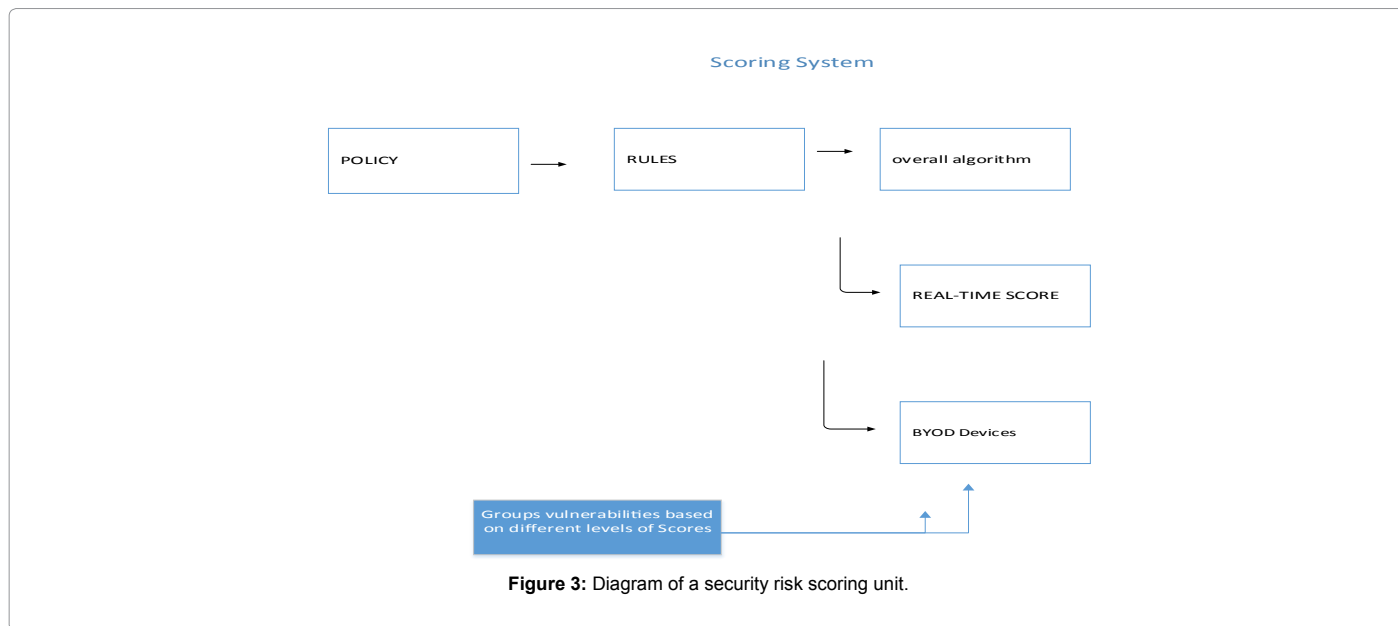 Scoring System
POLICY
RULES
overall algorithm
REAL-TIME SCORE
BYOD Devices
Groups vulnerabilities based
on different levels of Scores
Figure 3: Diagram of a security risk scoring unit.